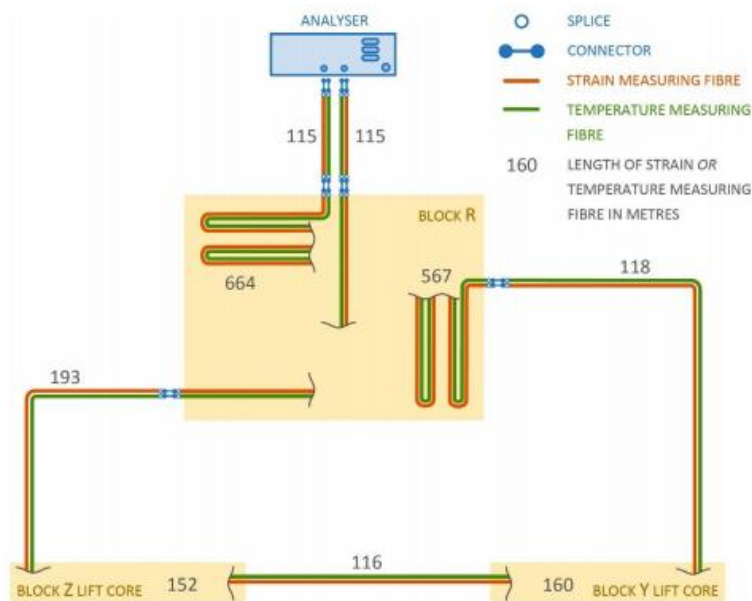 ANALYSER
SPLICE
CONNECTOR
STRAIN MEASURING FIBRE
TEMPERATURE MEASURING
FIBRE
160 LENGTH OF STRAIN OR
TEMPERATURE MEASURING
FIBRE IN METRES
115 115
BLOCK R
664
567
118
193
116
BLOCK Z LIFT CORE 152
160 BLOCK Y LIFT CORE